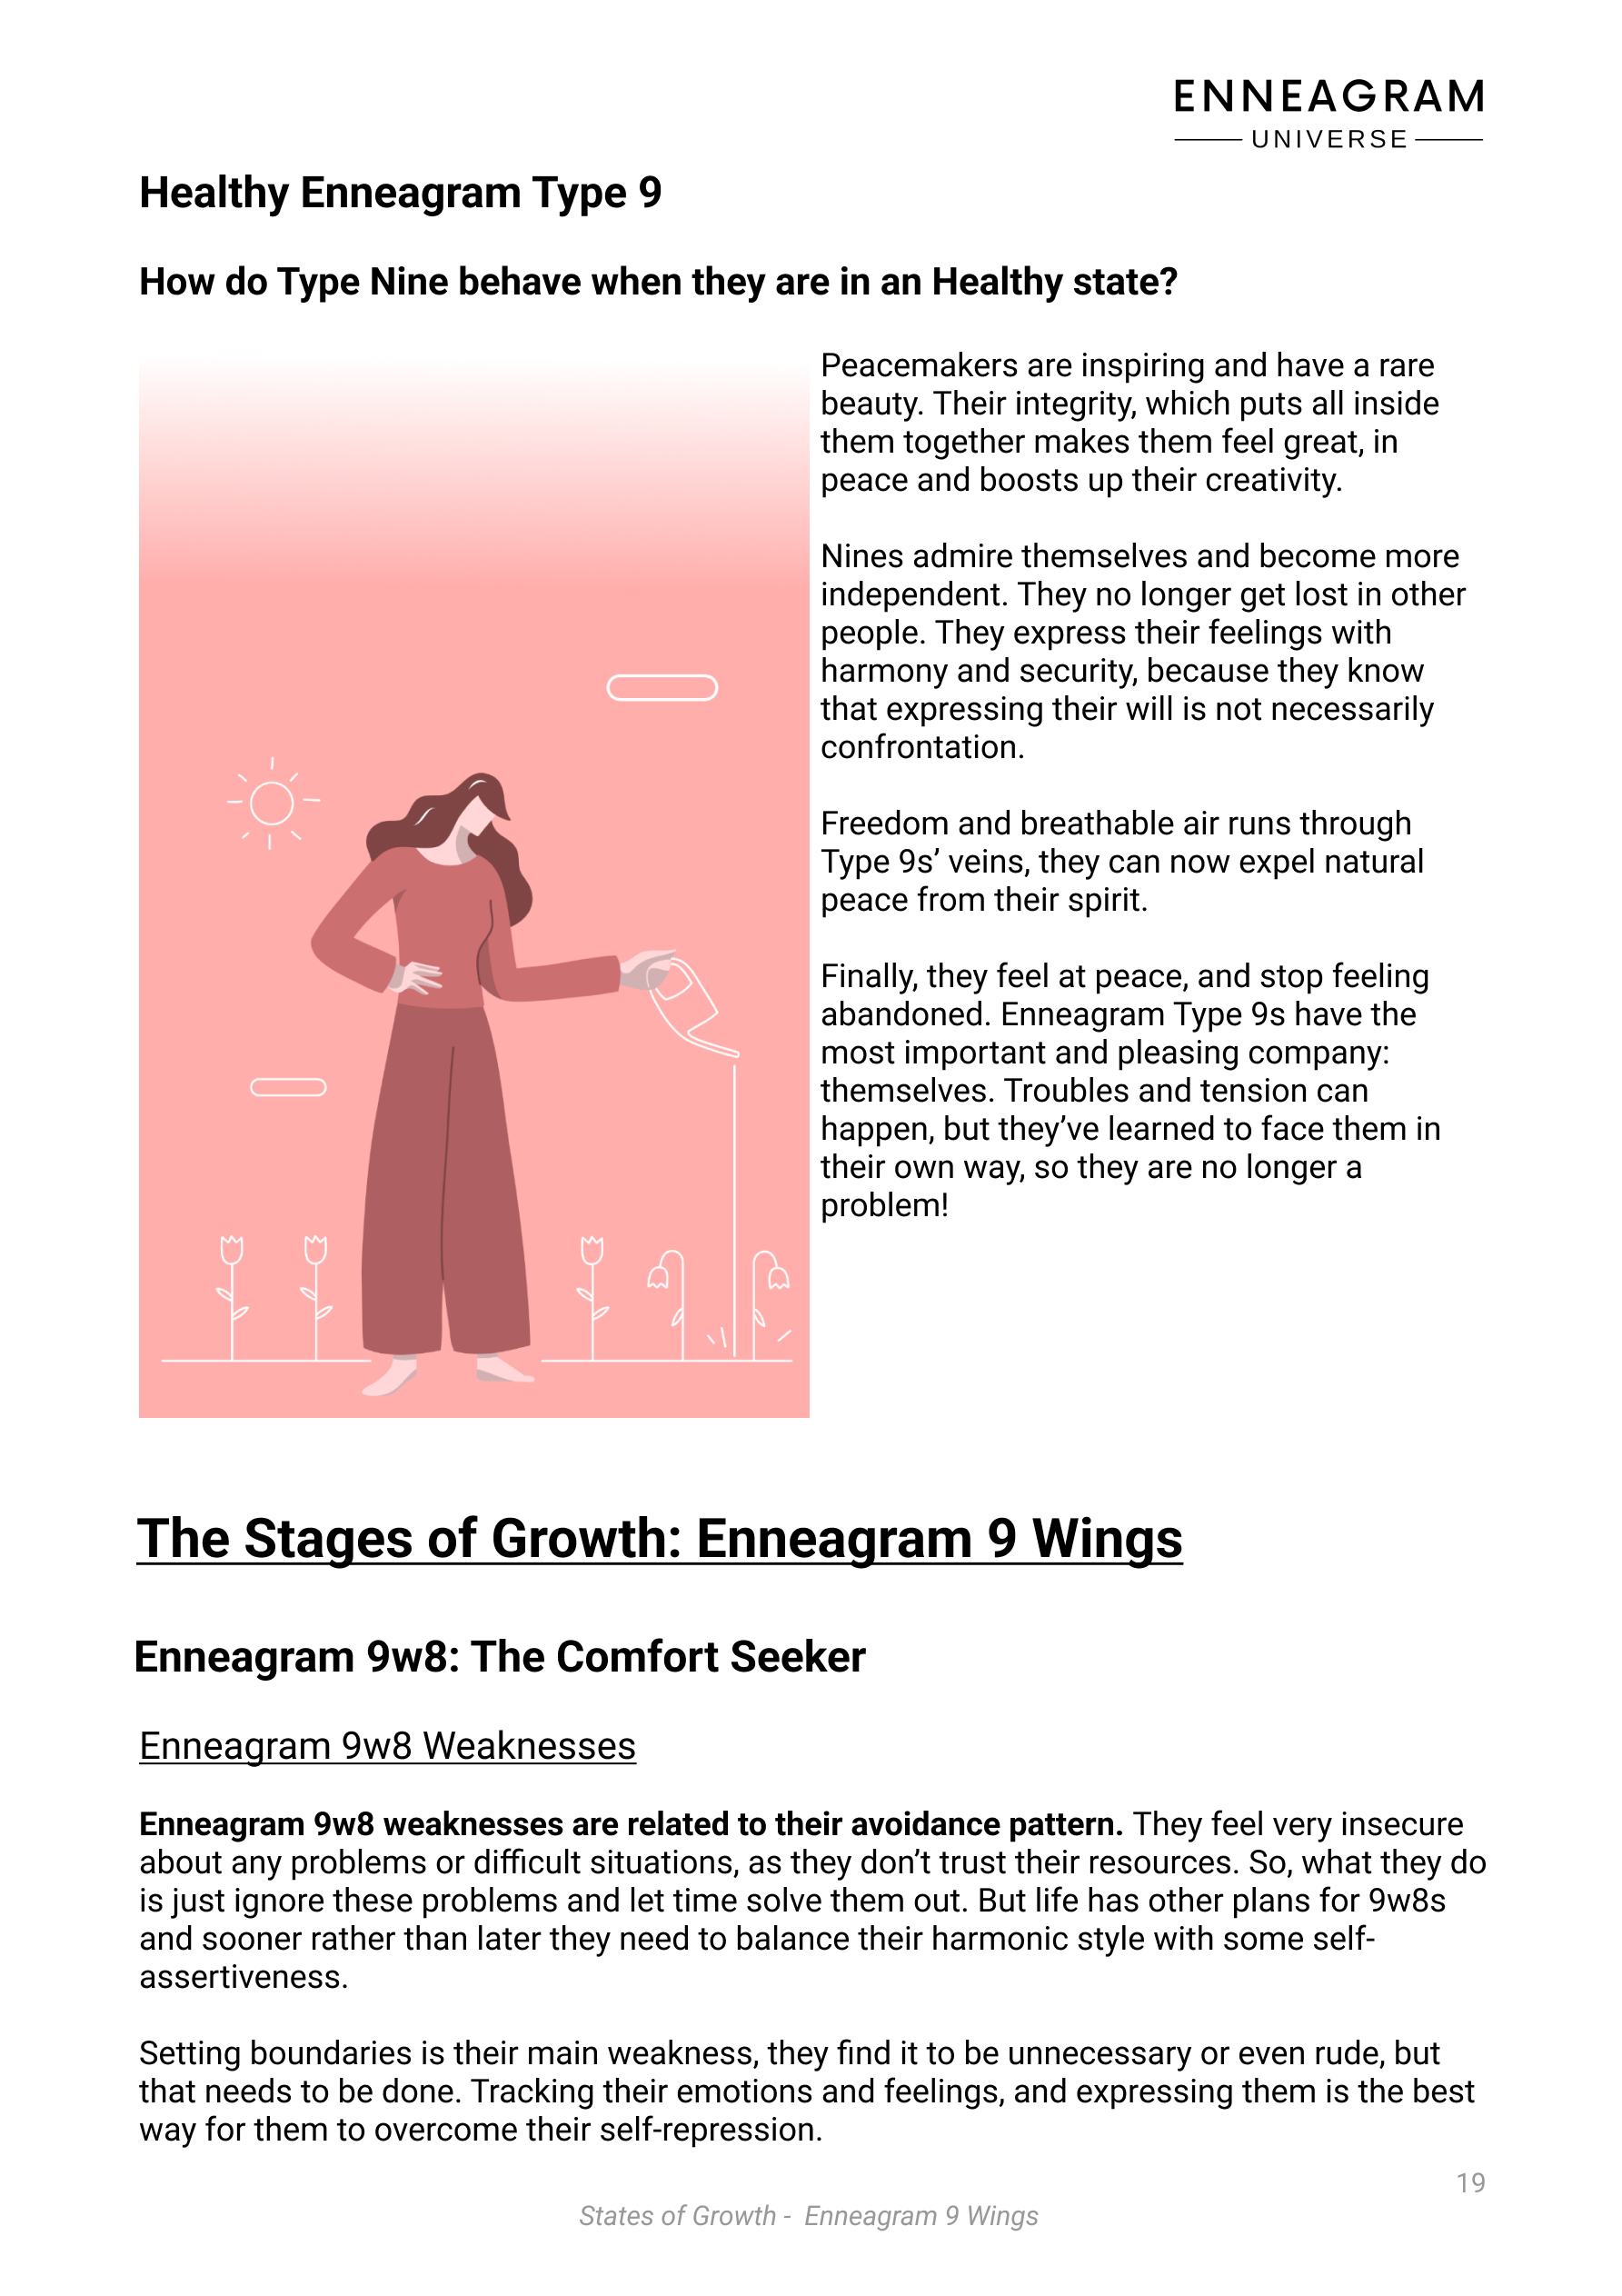 ENNEAGRAM
UNIVERSE
Healthy Enneagram Type 9
How do Type Nine behave when they are in an Healthy state?
Peacemakers are inspiring and have a rare
beauty. Their integrity, which puts all inside
them together makes them feel great, in
peace and boosts up their creativity.
Nines admire themselves and become more
independent. They no longer get lost in other
people. They express their feelings with
harmony and security, because they know
that expressing their will is not necessarily
confrontation.
Freedom and breathable air runs through
Type 9s’ veins, they can now expel natural
peace from their spirit.
Finally, they feel at peace, and stop feeling
abandoned. Enneagram Type 9s have the
most important and pleasing company:
themselves. Troubles and tension can
happen, but they’ve learned to face them in
their own way, so they are no longer a
problem!
The Stages of Growth: Enneagram 9 Wings
Enneagram 9w8: The Comfort Seeker
Enneagram 9w8 Weaknesses
Enneagram 9w8 weaknesses are related to their avoidance pattern. They feel very insecure
about any problems or difficult situations, as they don’t trust their resources. So, what they do
is just ignore these problems and let time solve them out. But life has other plans for 9w8s
and sooner rather than later they need to balance their harmonic style with some self-
assertiveness.
Setting boundaries is their main weakness, they find it to be unnecessary or even rude, but
that needs to be done. Tracking their emotions and feelings, and expressing them is the best
way for them to overcome their self-repression.
19
States of Growth - Enneagram 9 Wings